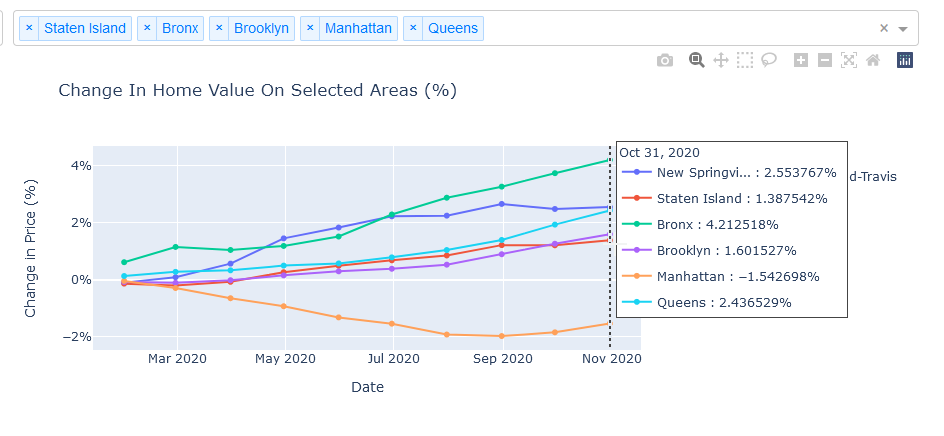 × Staten Island × Bronx × Brooklyn × Manhattan × Queens ×
Change In Home Value On Selected Areas (%)
Change in Price (%)
4%
2%
0%
−2%
Mar 2020 May 2020 Jul 2020 Sep 2020 Nov 2020
Date
Oct 31, 2020
New Springvi... : 2.553767%
d-Travis
Staten Island : 1.387542%
Bronx : 4.212518%
Brooklyn : 1.601527%
Manhattan : −1.542698%
Queens : 2.436529%